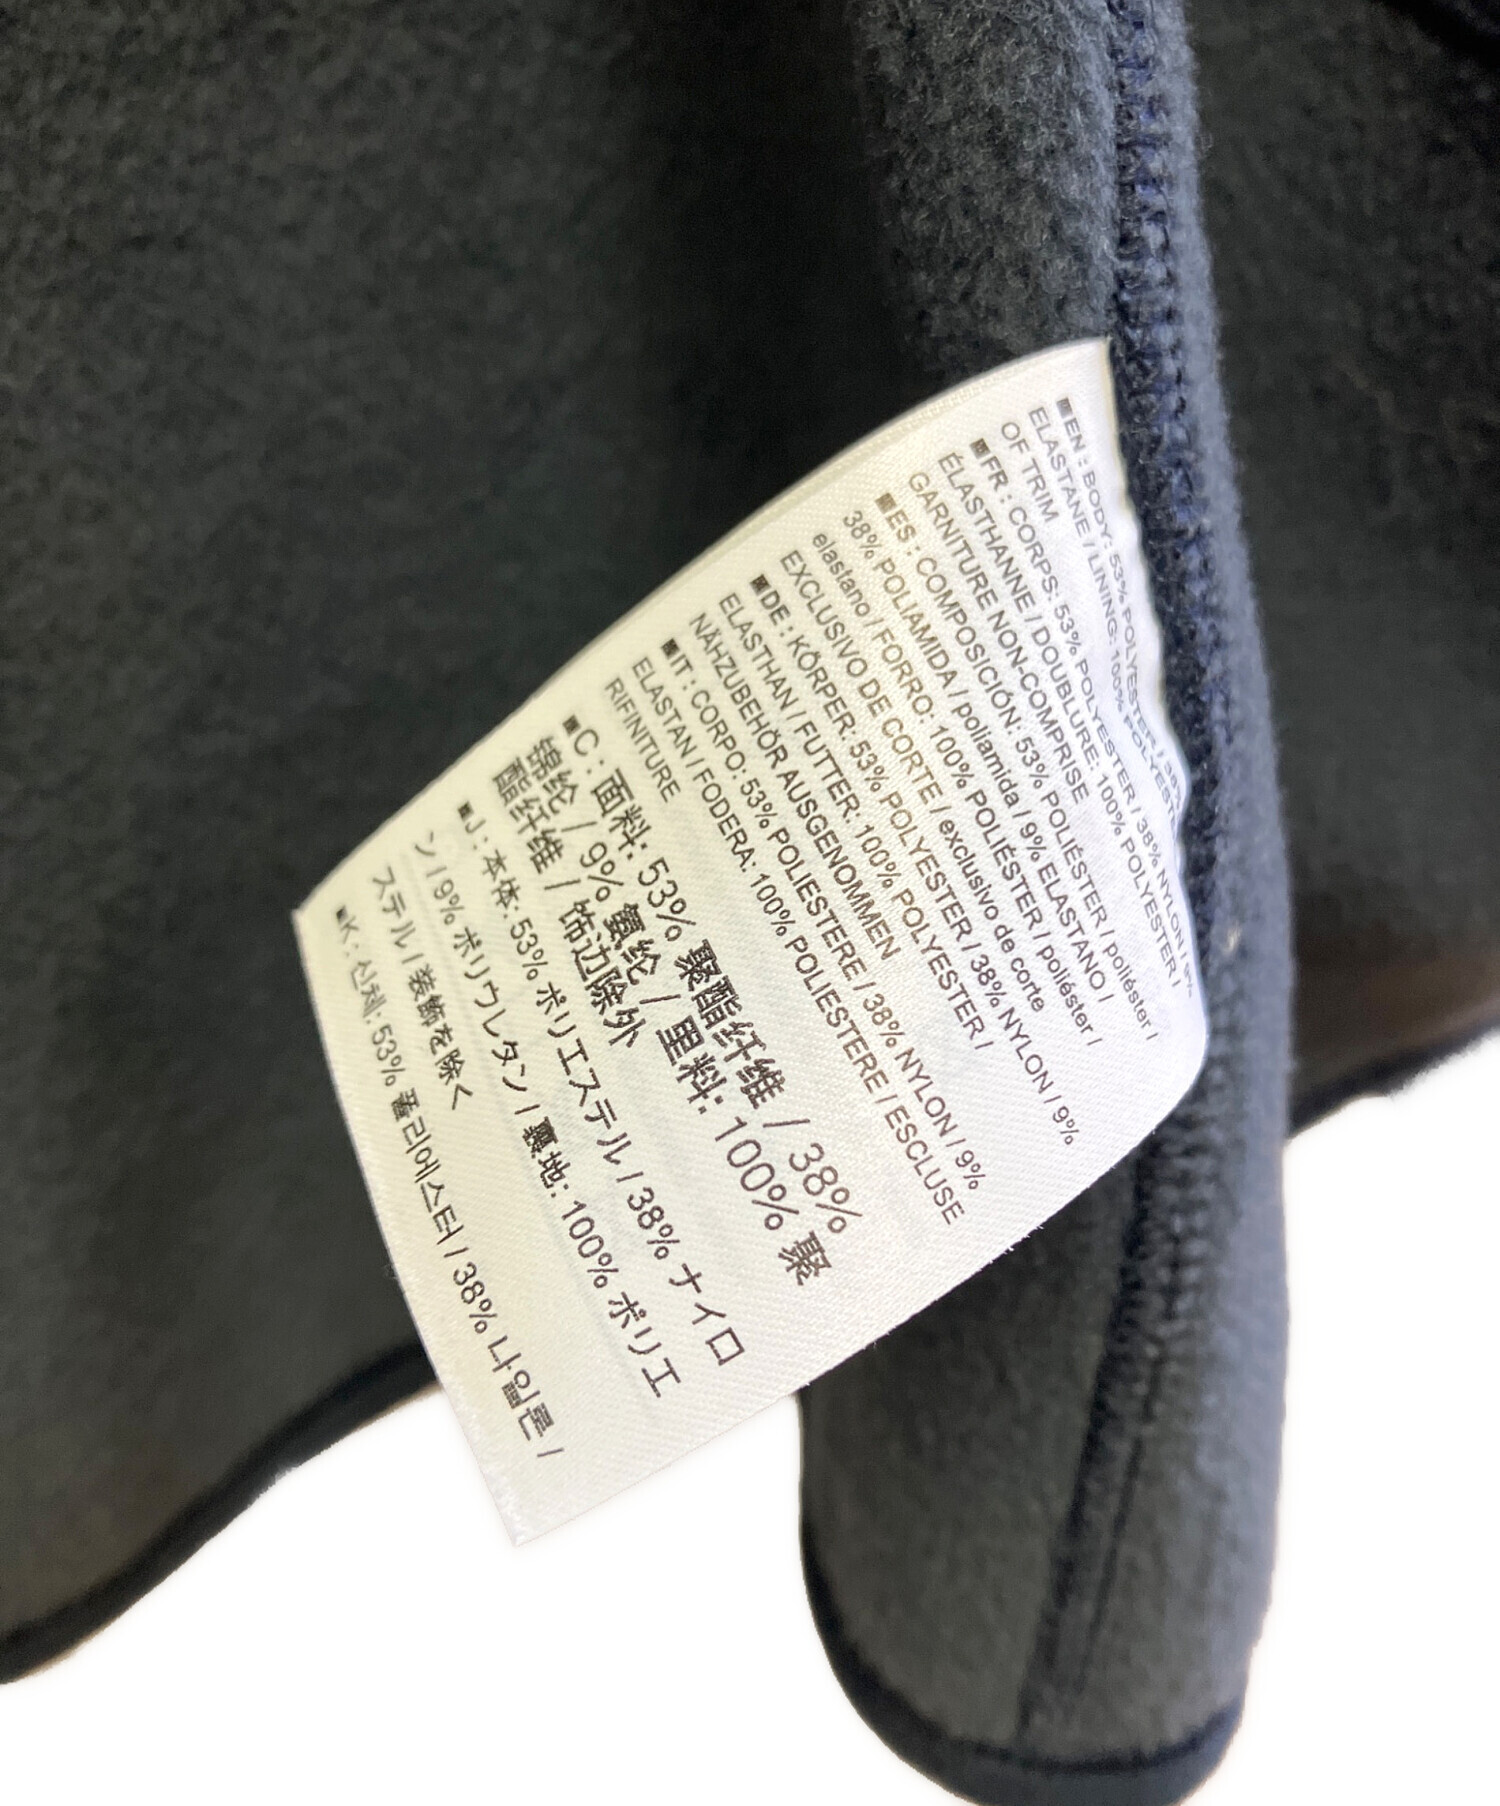 ■EN : BODY: 53% POLYESTER / 38% NYLON / 9%
ELASTANE / LINING: 100% POLYESTER
OF TRIM
■FR : CORPS: 53% POLYESTER / 38% NYLON / 9%
ÉLASTHANNE / DOUBLURE: 100% POLYESTER /
GARNITURE NON-COMPRISE
■ES : COMPOSICIÓN: 53% POLIÉSTER / poliéster /
38% POLIAMIDA / poliamida / 9% ELASTANO /
elastano / FORRO: 100% POLIÉSTER / poliéster /
EXCLUSIVO DE CORTE / exclusivo de corte
■DE : KÖRPER: 53% POLYESTER / 38% NYLON / 9%
ELASTHAN / FUTTER: 100% POLYESTER /
NÄHZUBEHÖR AUSGENOMMEN
■IT : CORPO: 53% POLIESTERE / 38% NYLON / 9%
ELASTAN / FODERA: 100% POLIESTERE / ESCLUSE
RIFINITURE
■C : 面料: 53% 聚酯纤维 / 38%
锦纶 / 9% 氨纶 / 里料: 100% 聚
酯纤维 / 饰边除外
■J : 本体: 53% ポリエステル / 38% ナイロ
ン / 9% ポリウレタン / 裏地: 100% ポリエ
ステル / 装飾を除く
■K : 신체: 53% 폴리에스터 / 38% 나일론 /